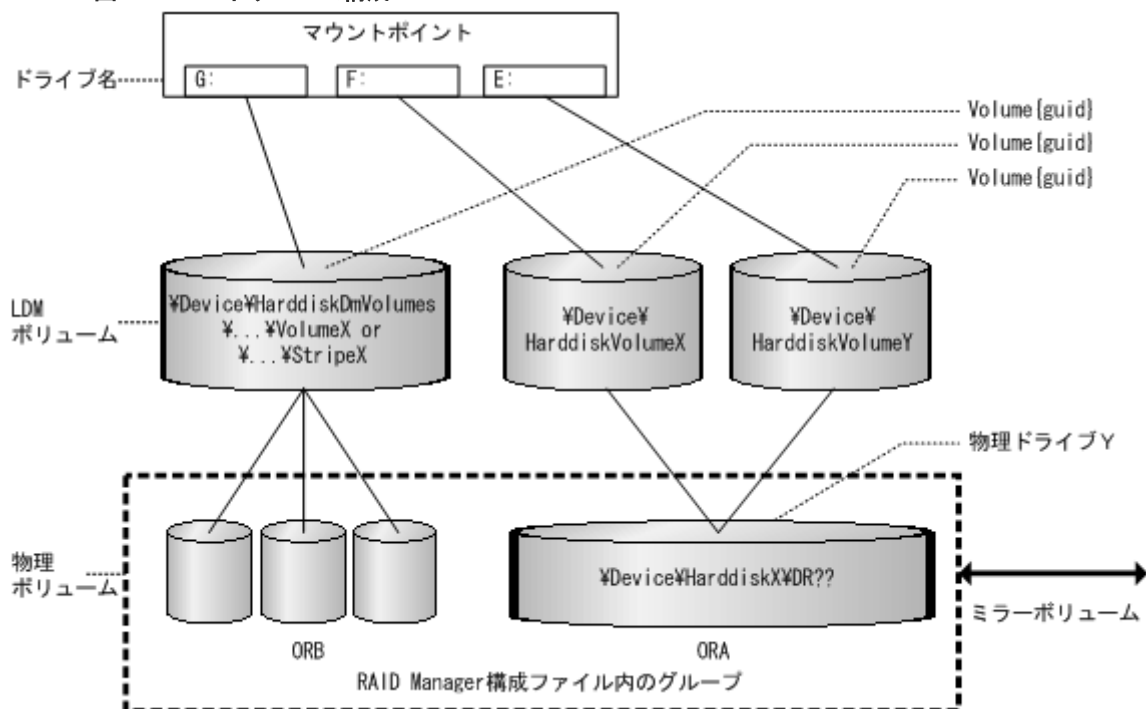 マウントポイント
ドライブ名
G:
F:
E:
Volume{guid}
Volume{guid}
Volume{guid}
LDM
ボリューム
¥Device¥HarddiskDmVolumes
¥...¥VolumeX or
¥...¥StripeX
¥Device¥
HarddiskVolumeX
¥Device¥
HarddiskVolumeY
物理ドライブY
物理
ボリューム
¥Device¥HarddiskX¥DR??
ミラーボリューム
ORB
ORA
RAID Manager構成ファイル内のグループ